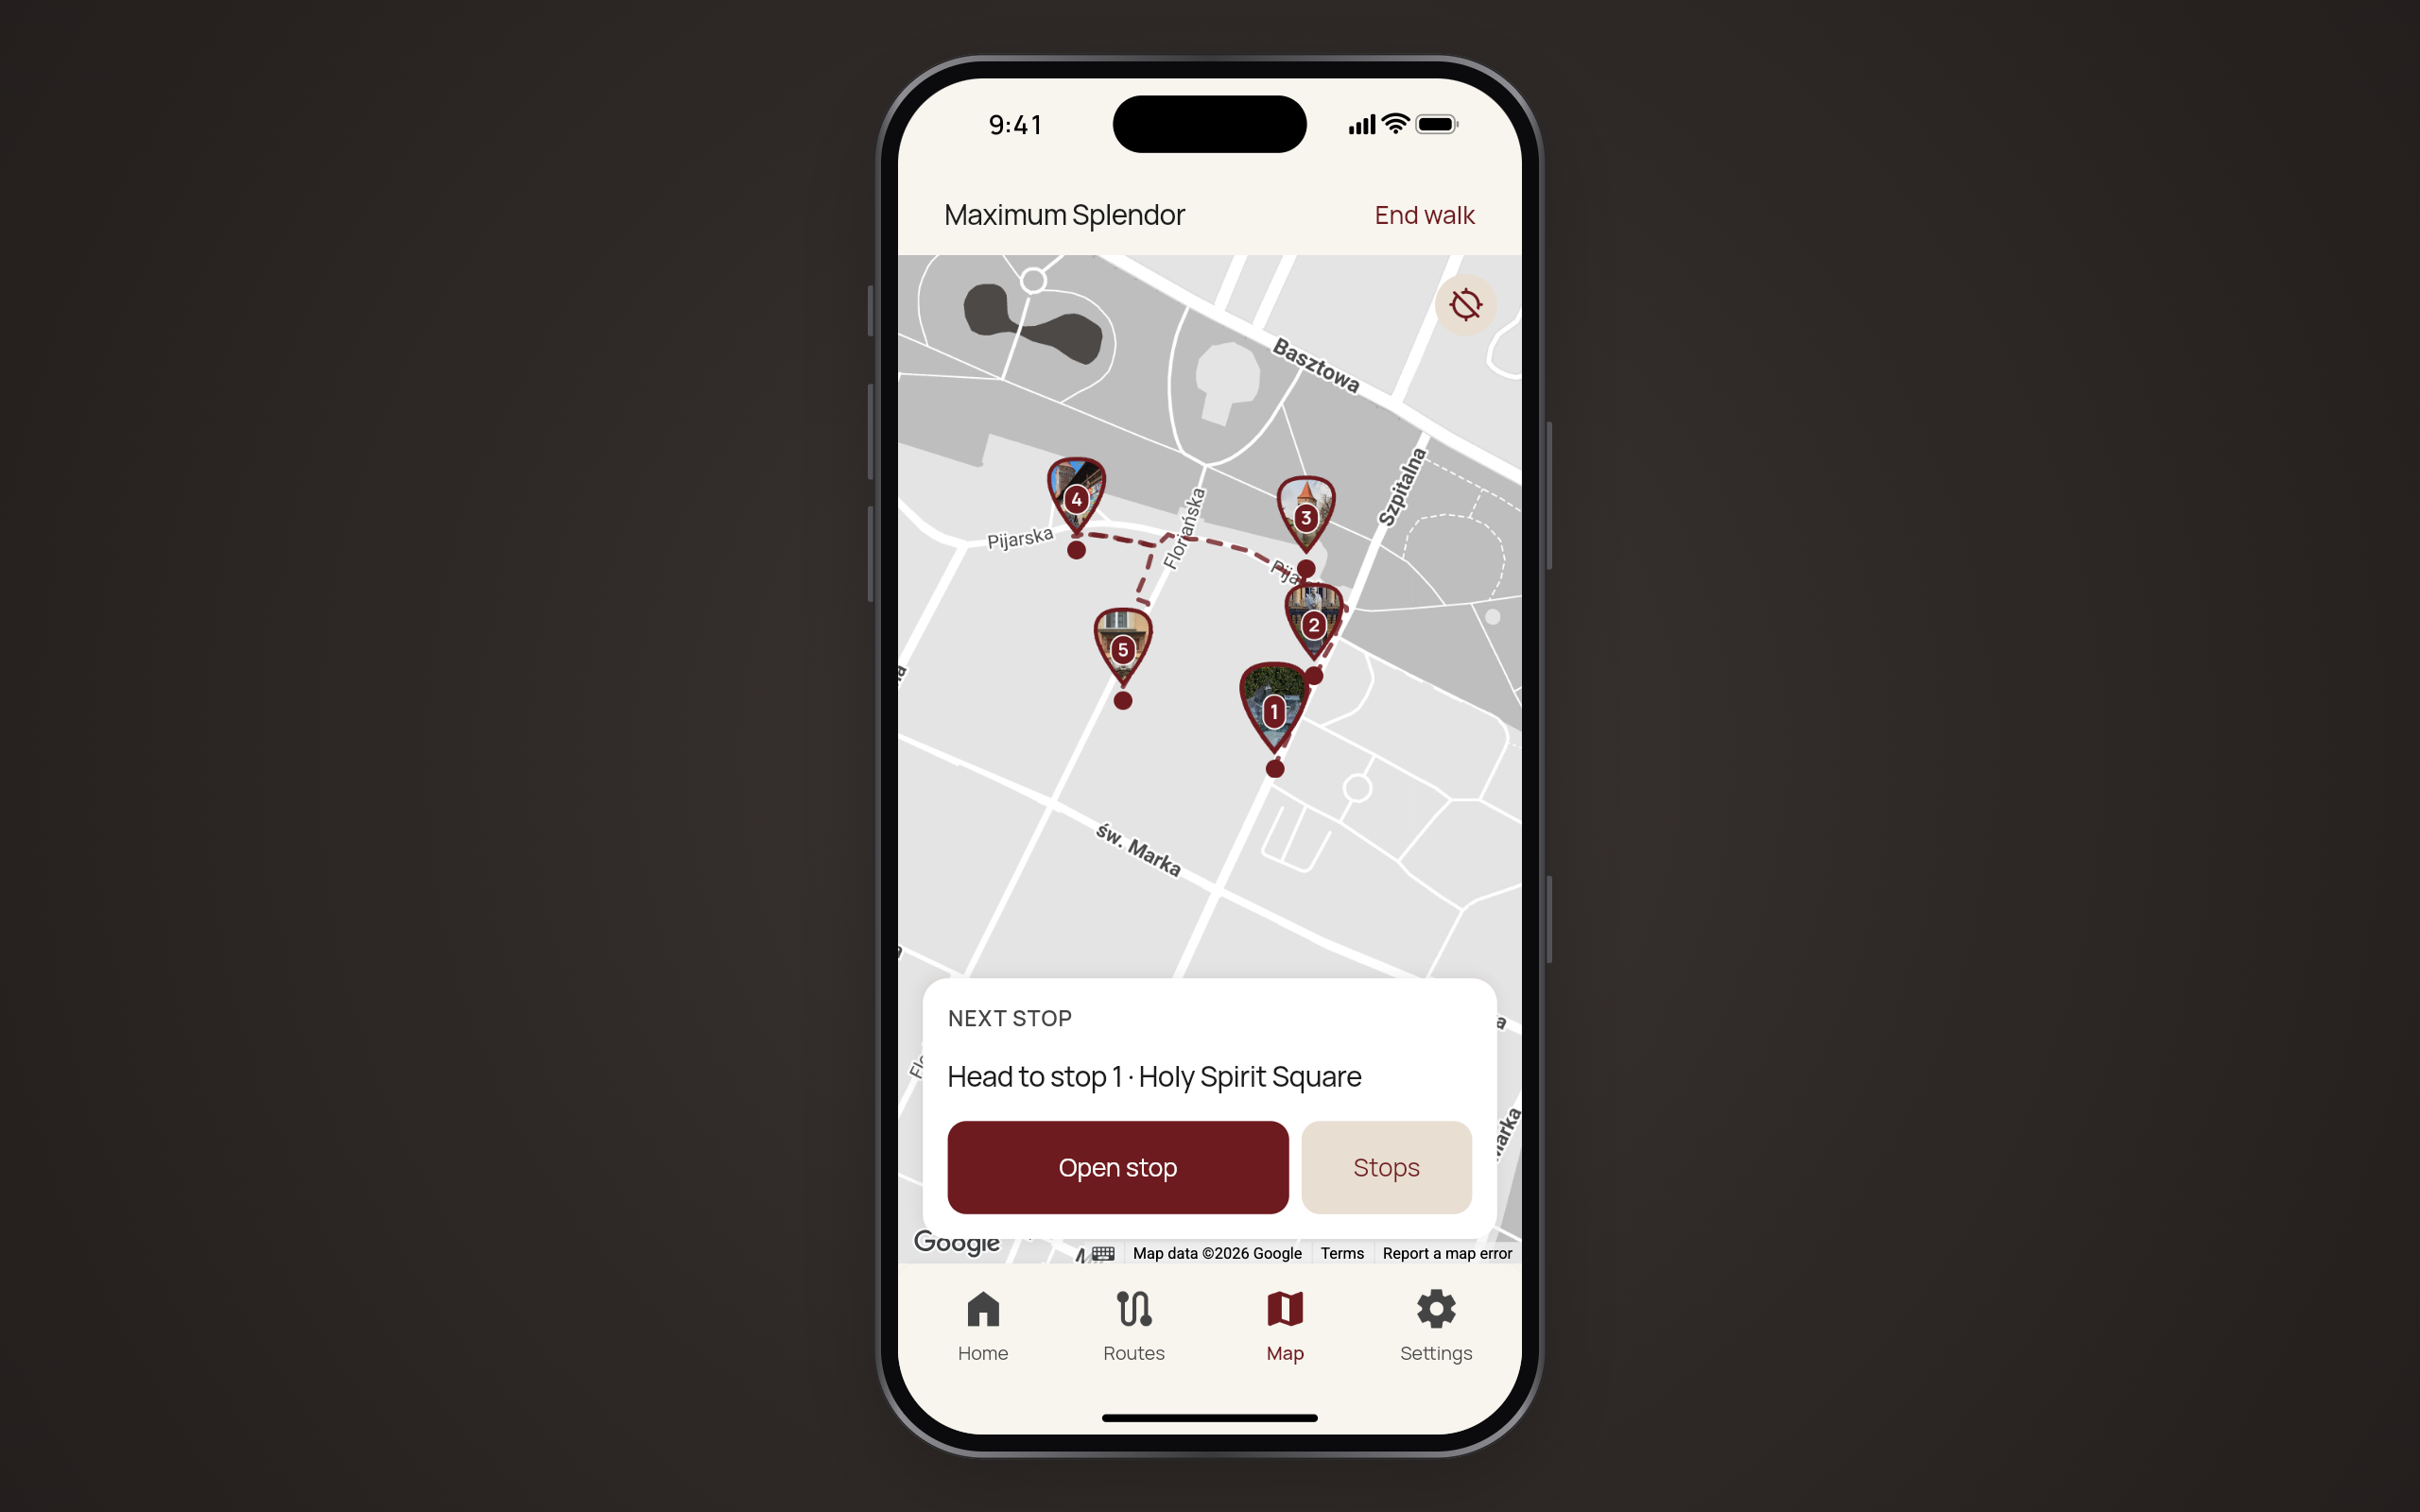 9:41
Maximum Splendor
End walk
Basztowa
Szpitalna
4
3
Floriańska
Pijarska
2
5
1
św. Marka
NEXT STOP
Head to stop 1 · Holy Spirit Square
Open stop
Stops
Google
Map data ©2026 Google
Terms
Report a map error
Home
Routes
Map
Settings